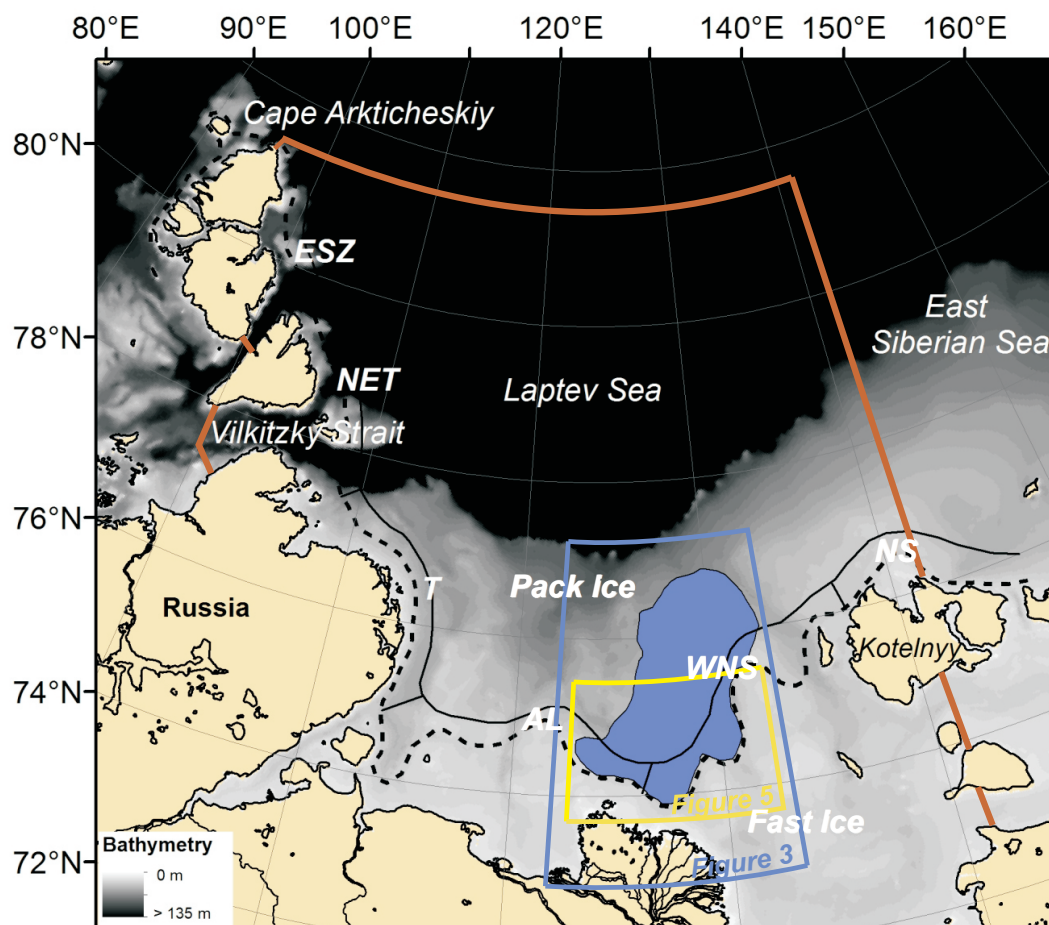 80°E 90°E 100°E 120°E 140°E 150°E 160°E
Cape Arkticheskiy
80°N
ESZ
East
Siberian Sea
78°N
NET
Laptev Sea
Vilkitzky Strait
76°N
NS
Pack Ice
T
Russia
Kotelnyy
WNS
74°N
AL
Figure 5
Fast Ice
Figure 3
72°N
Bathymetry
0 m
> 135 m